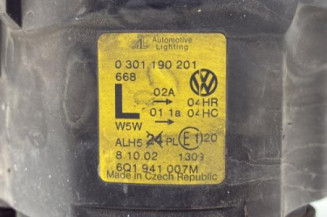 Automotive
Lighting
0 301 190 201
668
L 02A 04HR
01 1a 04HC
W5W
ALH5 24 PL E1 20
8.10.02 1309
6Q1 941 007M
Made in Czech Republic